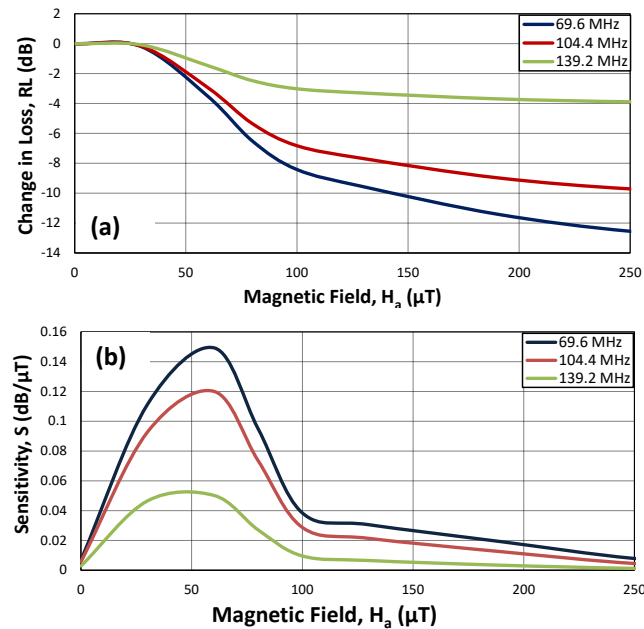 2
0
-2
-4
-6
-8
-10
-12
-14
Change in Loss, RL (dB)
69.6 MHz
104.4 MHz
139.2 MHz
(a)
0 50 100 150 200 250
Magnetic Field, Hₐ (µT)
0.16
0.14
0.12
0.1
0.08
0.06
0.04
0.02
0
Sensitivity, S (dB/µT)
(b)
69.6 MHz
104.4 MHz
139.2 MHz
0 50 100 150 200 250
Magnetic Field, Hₐ (µT)